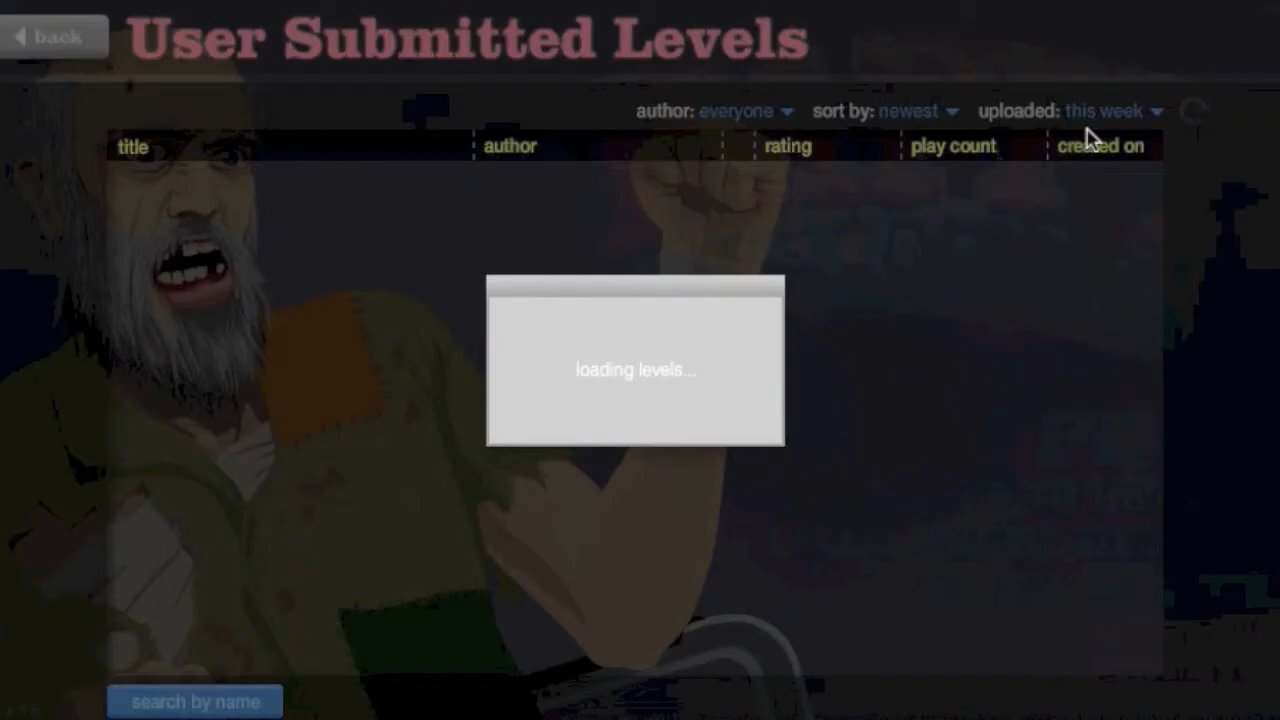 back
User Submitted Levels
author: everyone sort by: newest uploaded: this week
title author rating play count created on
loading levels...
search by name